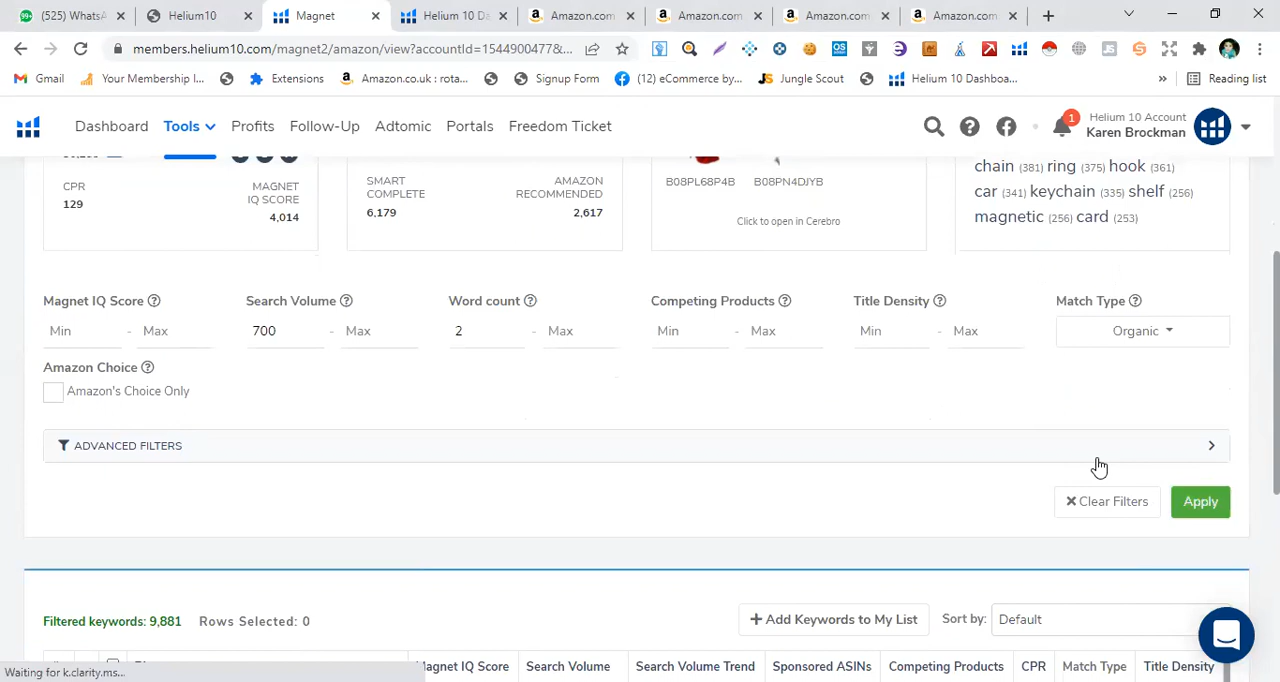 (525) WhatsA
Helium10
Magnet
Helium 10 Da
Amazon.com
Amazon.com
Amazon.com
Amazon.com
members.helium10.com/magnet2/amazon/view?accountId=1544900477&...
Gmail
Your Membership I...
Extensions
Amazon.co.uk : rota...
Signup Form
(12) eCommerce by...
Jungle Scout
Helium 10 Dashboa...
»
Reading list
Dashboard
Tools
Profits
Follow-Up
Adtomic
Portals
Freedom Ticket
1
Helium 10 Account
Karen Brockman
CPR
129
MAGNET
IQ SCORE
4,014
SMART
COMPLETE
6,179
AMAZON
RECOMMENDED
2,617
B08PL68P4B
B08PN4DJYB
Click to open in Cerebro
chain (381) ring (375) hook (361)
car (341) keychain (335) shelf (256)
magnetic (256) card (253)
Magnet IQ Score
Search Volume
Word count
Competing Products
Title Density
Match Type
Min - Max
700 - Max
2 - Max
Min - Max
Min - Max
Organic
Amazon Choice
Amazon's Choice Only
ADVANCED FILTERS
Clear Filters
Apply
Filtered keywords: 9,881
Rows Selected: 0
+ Add Keywords to My List
Sort by:
Default
Magnet IQ Score
Search Volume
Search Volume Trend
Sponsored ASINs
Competing Products
CPR
Match Type
Title Density
Waiting for k.clarity.ms...